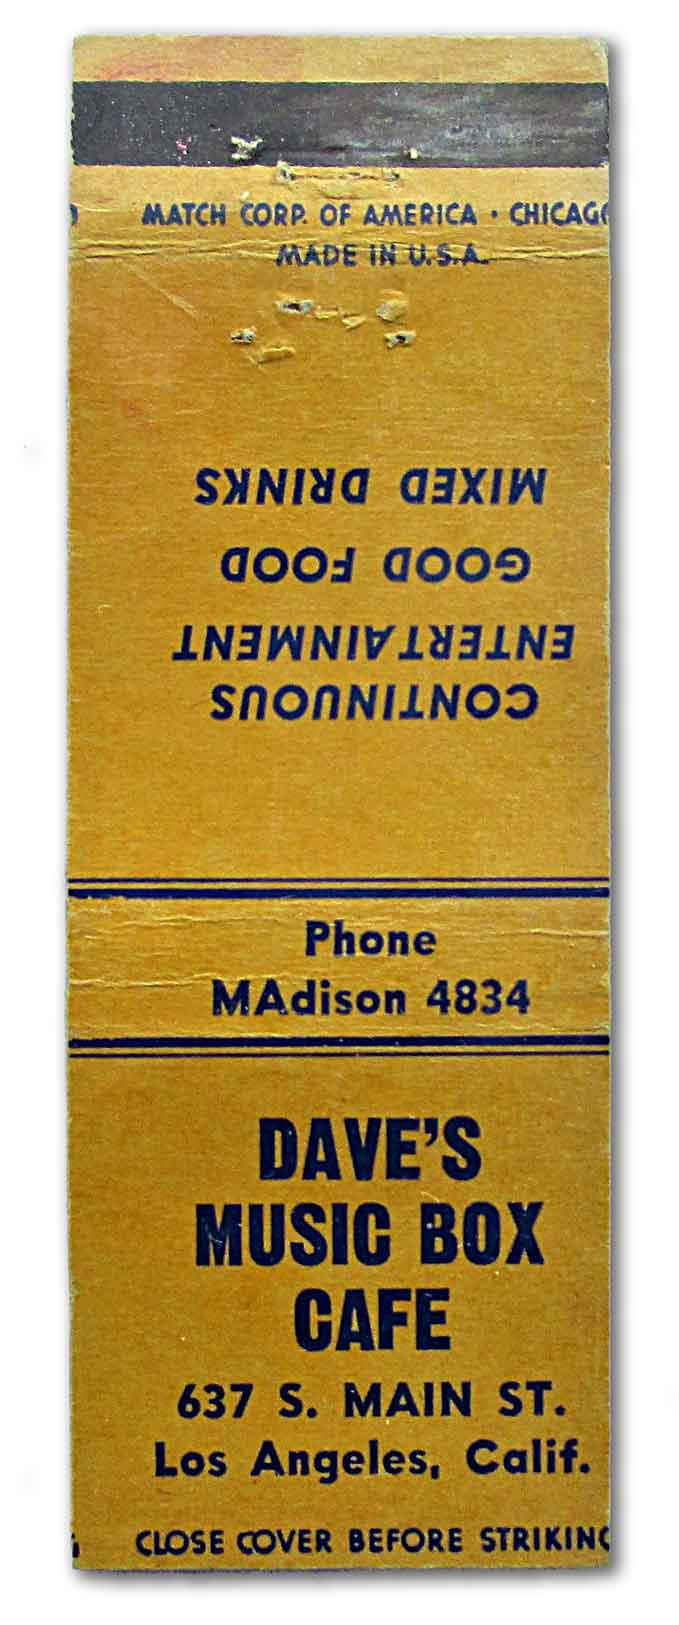 MATCH CORP. OF AMERICA · CHICAGO
MADE IN U.S.A.
CONTINUOUS
ENTERTAINMENT
GOOD FOOD
MIXED DRINKS
Phone
MAdison 4834
DAVE'S
MUSIC BOX
CAFE
637 S. MAIN ST.
Los Angeles, Calif.
CLOSE COVER BEFORE STRIKING